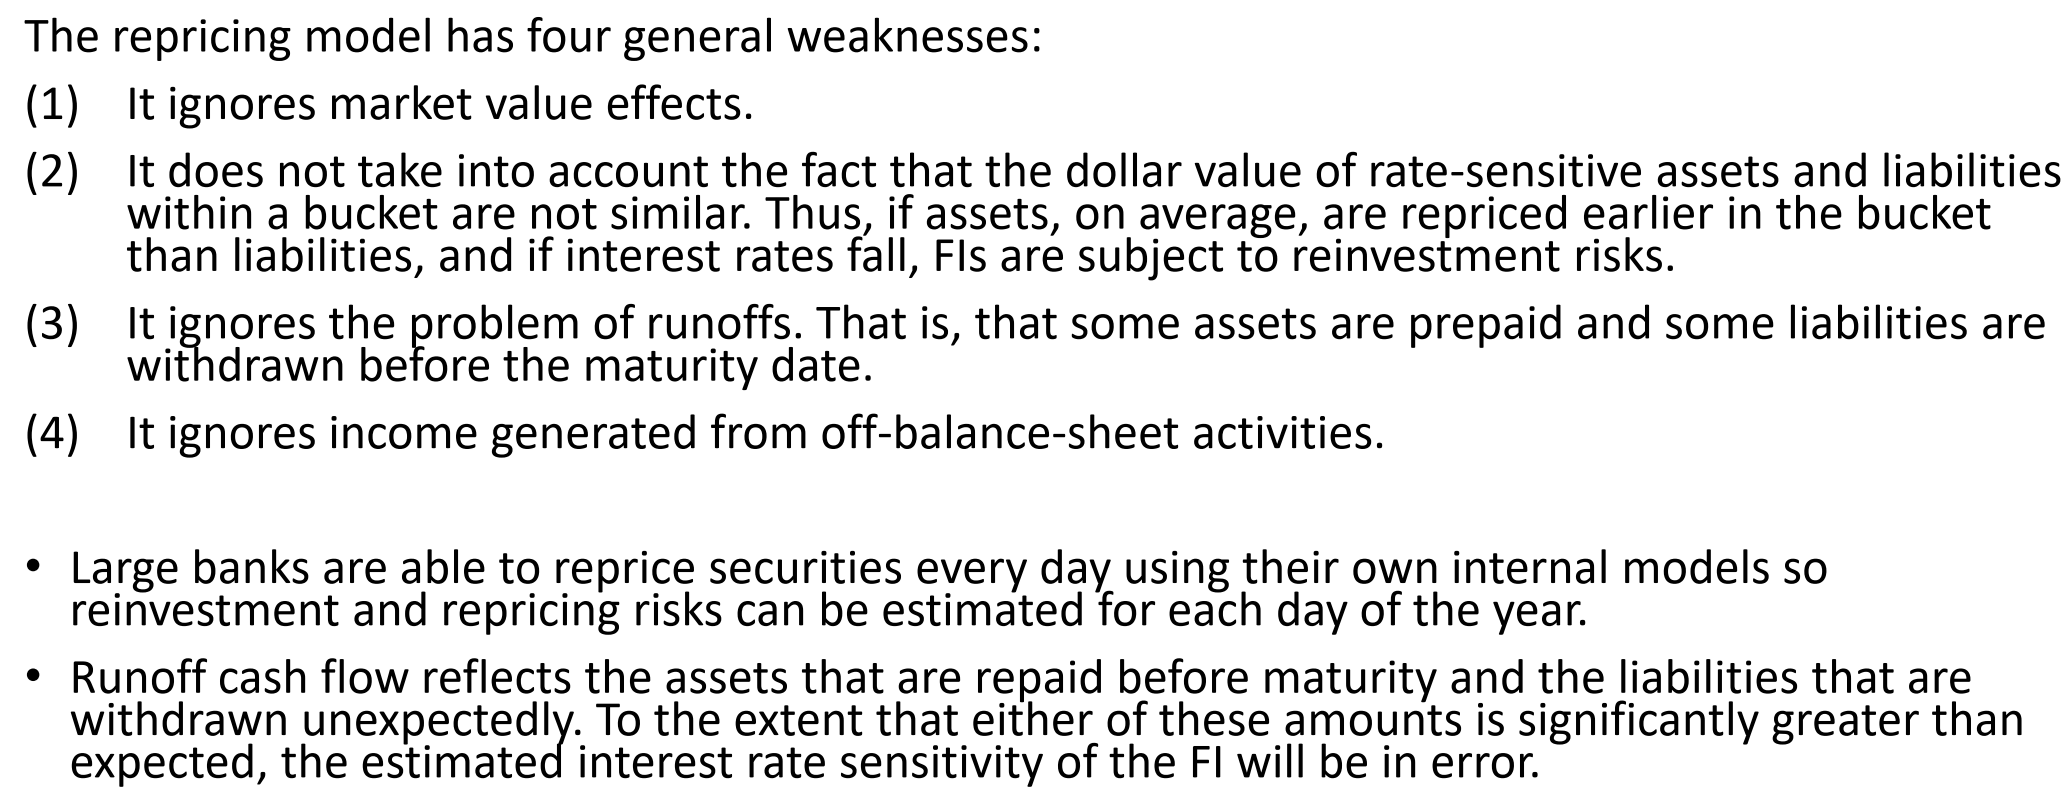 The repricing model has four general weaknesses:
(1) It ignores market value effects.
(2) It does not take into account the fact that the dollar value of rate-sensitive assets and liabilities
within a bucket are not similar. Thus, if assets, on average, are repriced earlier in the bucket
than liabilities, and if interest rates fall, FIs are subject to reinvestment risks.
(3) It ignores the problem of runoffs. That is, that some assets are prepaid and some liabilities are
withdrawn before the maturity date.
(4) It ignores income generated from off-balance-sheet activities.
• Large banks are able to reprice securities every day using their own internal models so
reinvestment and repricing risks can be estimated for each day of the year.
• Runoff cash flow reflects the assets that are repaid before maturity and the liabilities that are
withdrawn unexpectedly. To the extent that either of these amounts is significantly greater than
expected, the estimated interest rate sensitivity of the FI will be in error.